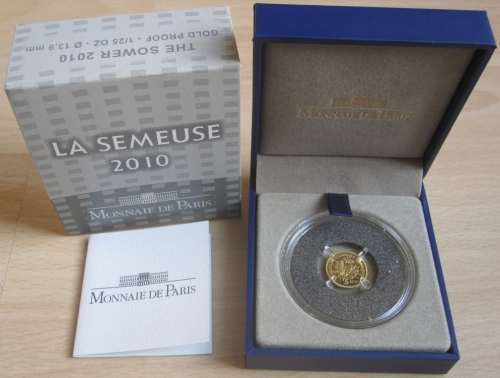 THE SOWER 2010
GOLD PROOF - 1/25 OZ - Ø 13,9 mm
LA SEMEUSE
2010
MONNAIE DE PARIS
MONNAIE DE PARIS
MONNAIE DE PARIS